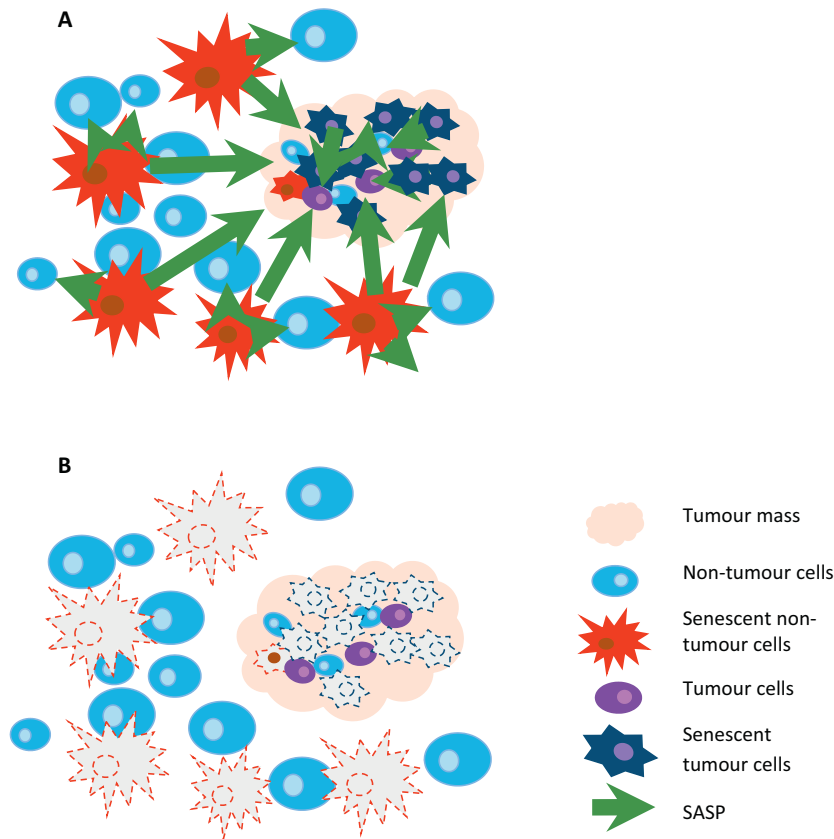 A
B
Tumour mass
Non-tumour cells
Senescent non-
tumour cells
Tumour cells
Senescent
tumour cells
SASP